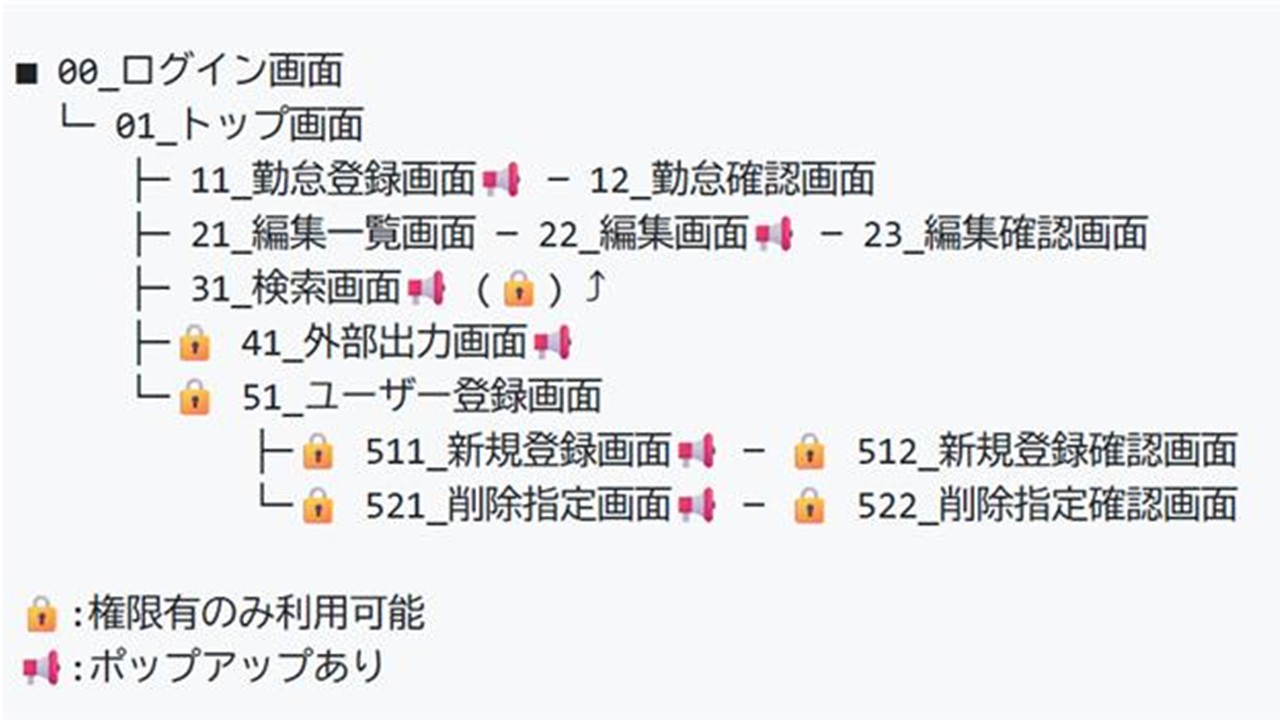 ■ 00_ログイン画面
└─ 01_トップ画面
├─ 11_勤怠登録画面📢 － 12_勤怠確認画面
├─ 21_編集一覧画面 － 22_編集画面📢 － 23_編集確認画面
├─ 31_検索画面📢 (🔒) ⤴
├─🔒 41_外部出力画面📢
└─🔒 51_ユーザー登録画面
├─🔒 511_新規登録画面📢 － 🔒 512_新規登録確認画面
└─🔒 521_削除指定画面📢 － 🔒 522_削除指定確認画面
🔒:権限有のみ利用可能
📢:ポップアップあり